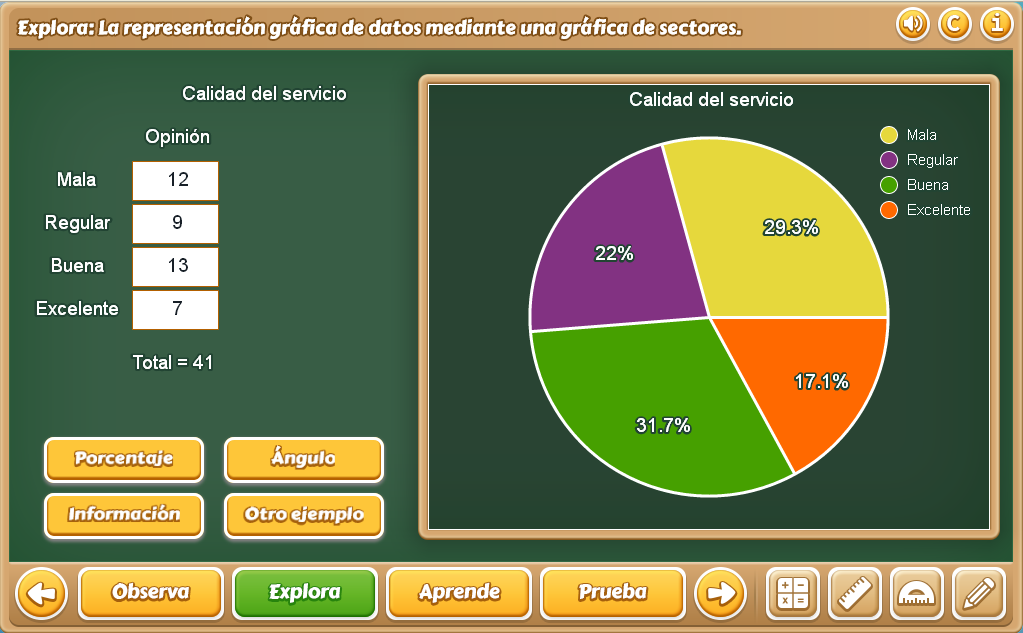 Explora: La representación gráfica de datos mediante una gráfica de sectores.
C
i
Calidad del servicio
Opinión
Mala 12
Regular 9
Buena 13
Excelente 7
Total = 41
Porcentaje
Ángulo
Información
Otro ejemplo
Calidad del servicio
Mala
Regular
Buena
Excelente
29.3%
22%
17.1%
31.7%
Observa
Explora
Aprende
Prueba